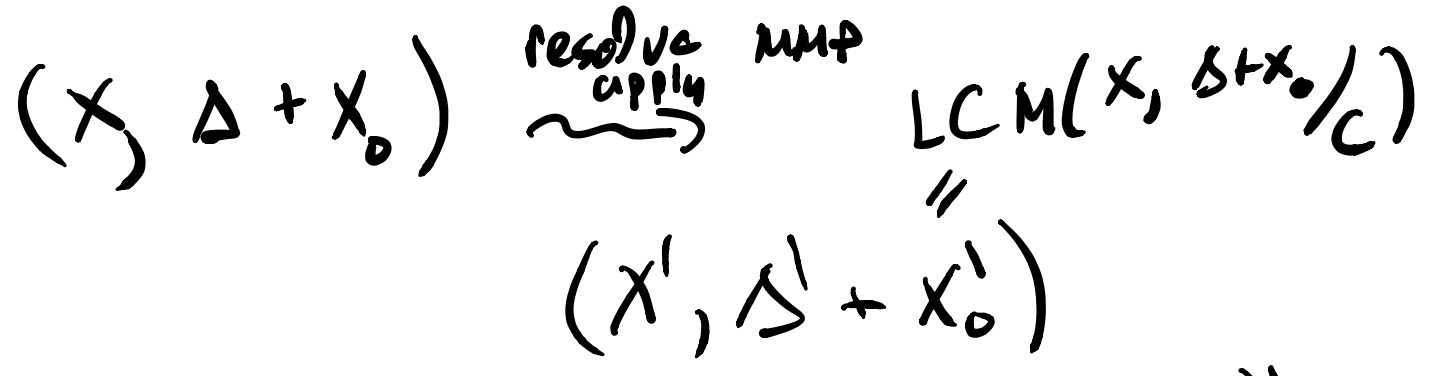 (X, Δ + X₀) resolve MMP apply ⇝ LCM(X, Δ+X₀/C)
=
(X', Δ' + X'₀)